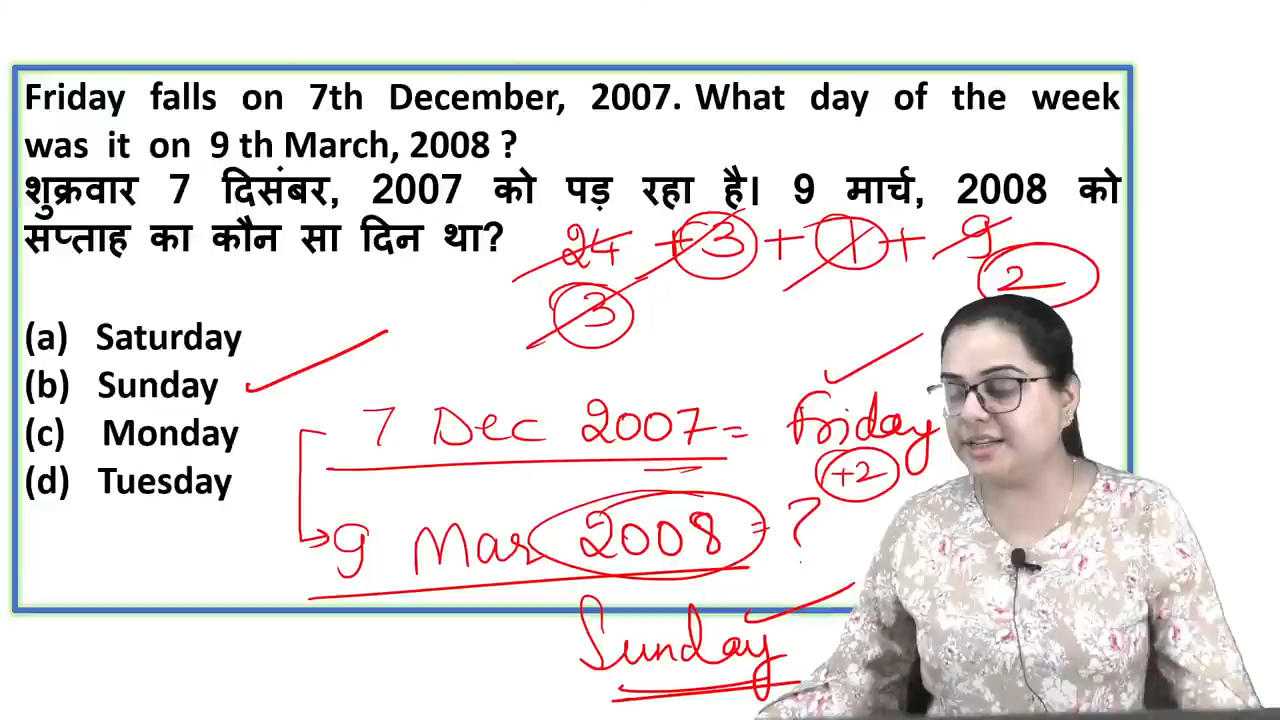 Friday falls on 7th December, 2007. What day of the week
was it on 9 th March, 2008 ?
शुक्रवार 7 दिसंबर, 2007 को पड़ रहा है। 9 मार्च, 2008 को
सप्ताह का कौन सा दिन था?
24 + 3 + 1 + 9
3 2
(a) Saturday
(b) Sunday
(c) Monday
(d) Tuesday
7 Dec 2007 = Friday
+2
9 Mar 2008 = ?
Sunday